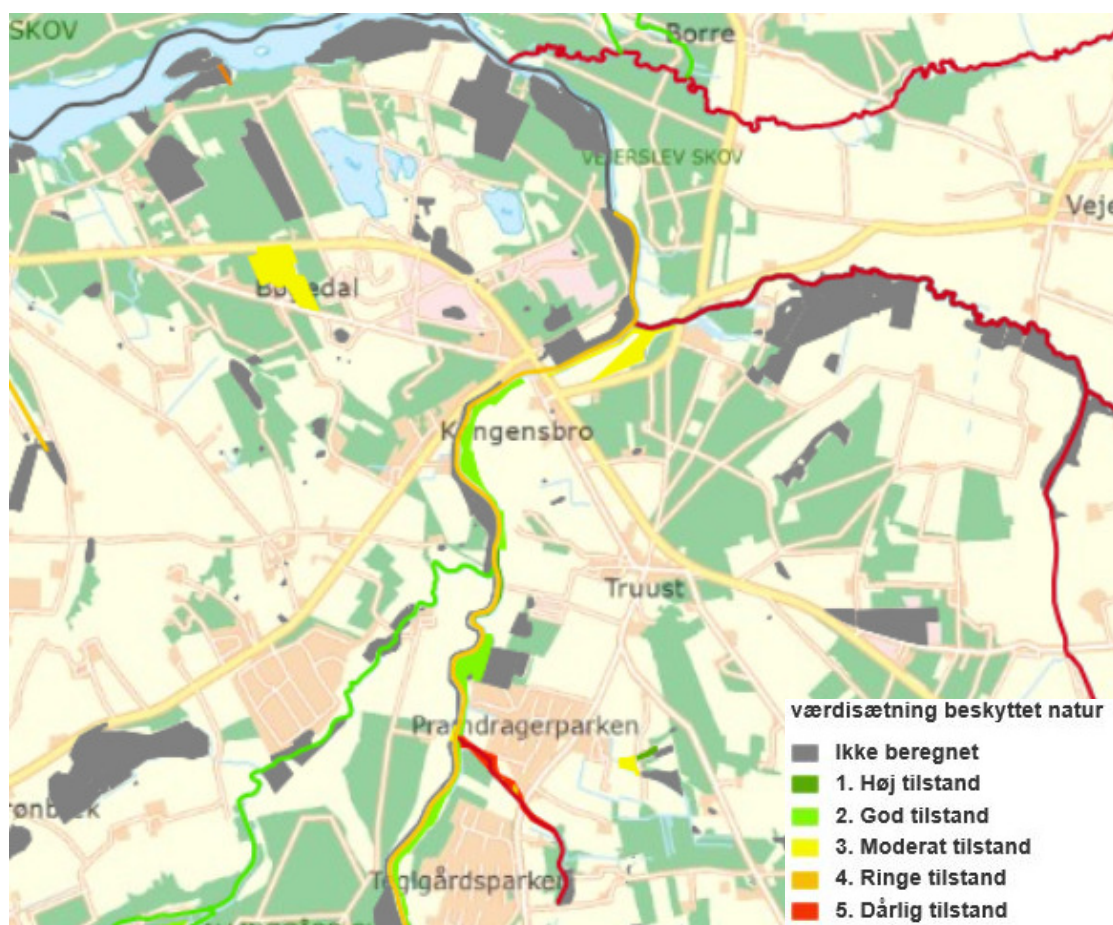 SKOV
Borre
VEJERSLEV SKOV
Veje
Bøgedal
Kongensbro
Truust
Pramdragerparken
rønbæk
Teglgårdsparken
værdisætning beskyttet natur
Ikke beregnet
1. Høj tilstand
2. God tilstand
3. Moderat tilstand
4. Ringe tilstand
5. Dårlig tilstand